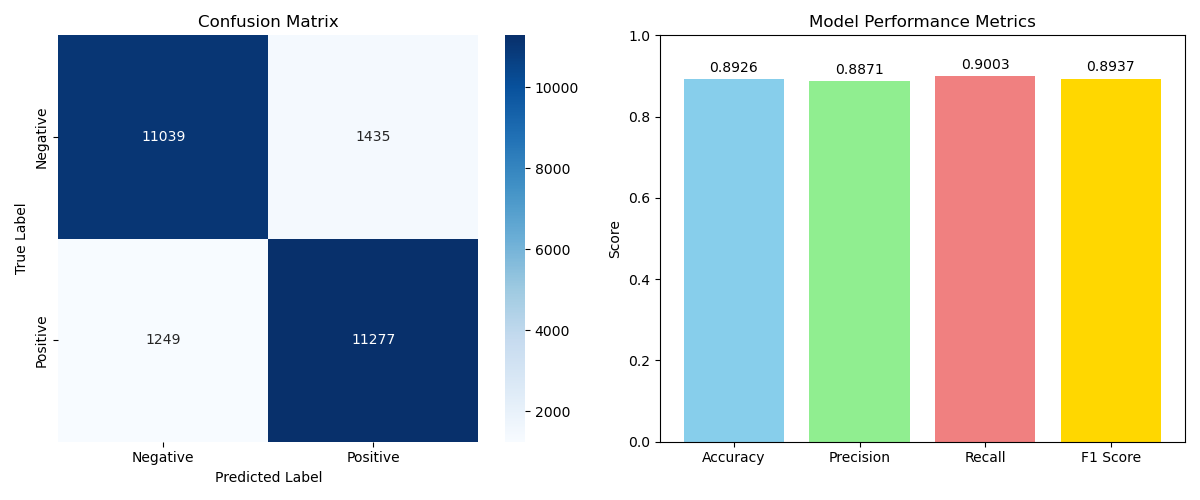 Confusion Matrix
Negative
Positive
True Label
11039
1435
1249
11277
Negative
Positive
Predicted Label
10000
8000
6000
4000
2000
Model Performance Metrics
Score
1.0
0.8
0.6
0.4
0.2
0.0
0.8926
0.8871
0.9003
0.8937
Accuracy
Precision
Recall
F1 Score